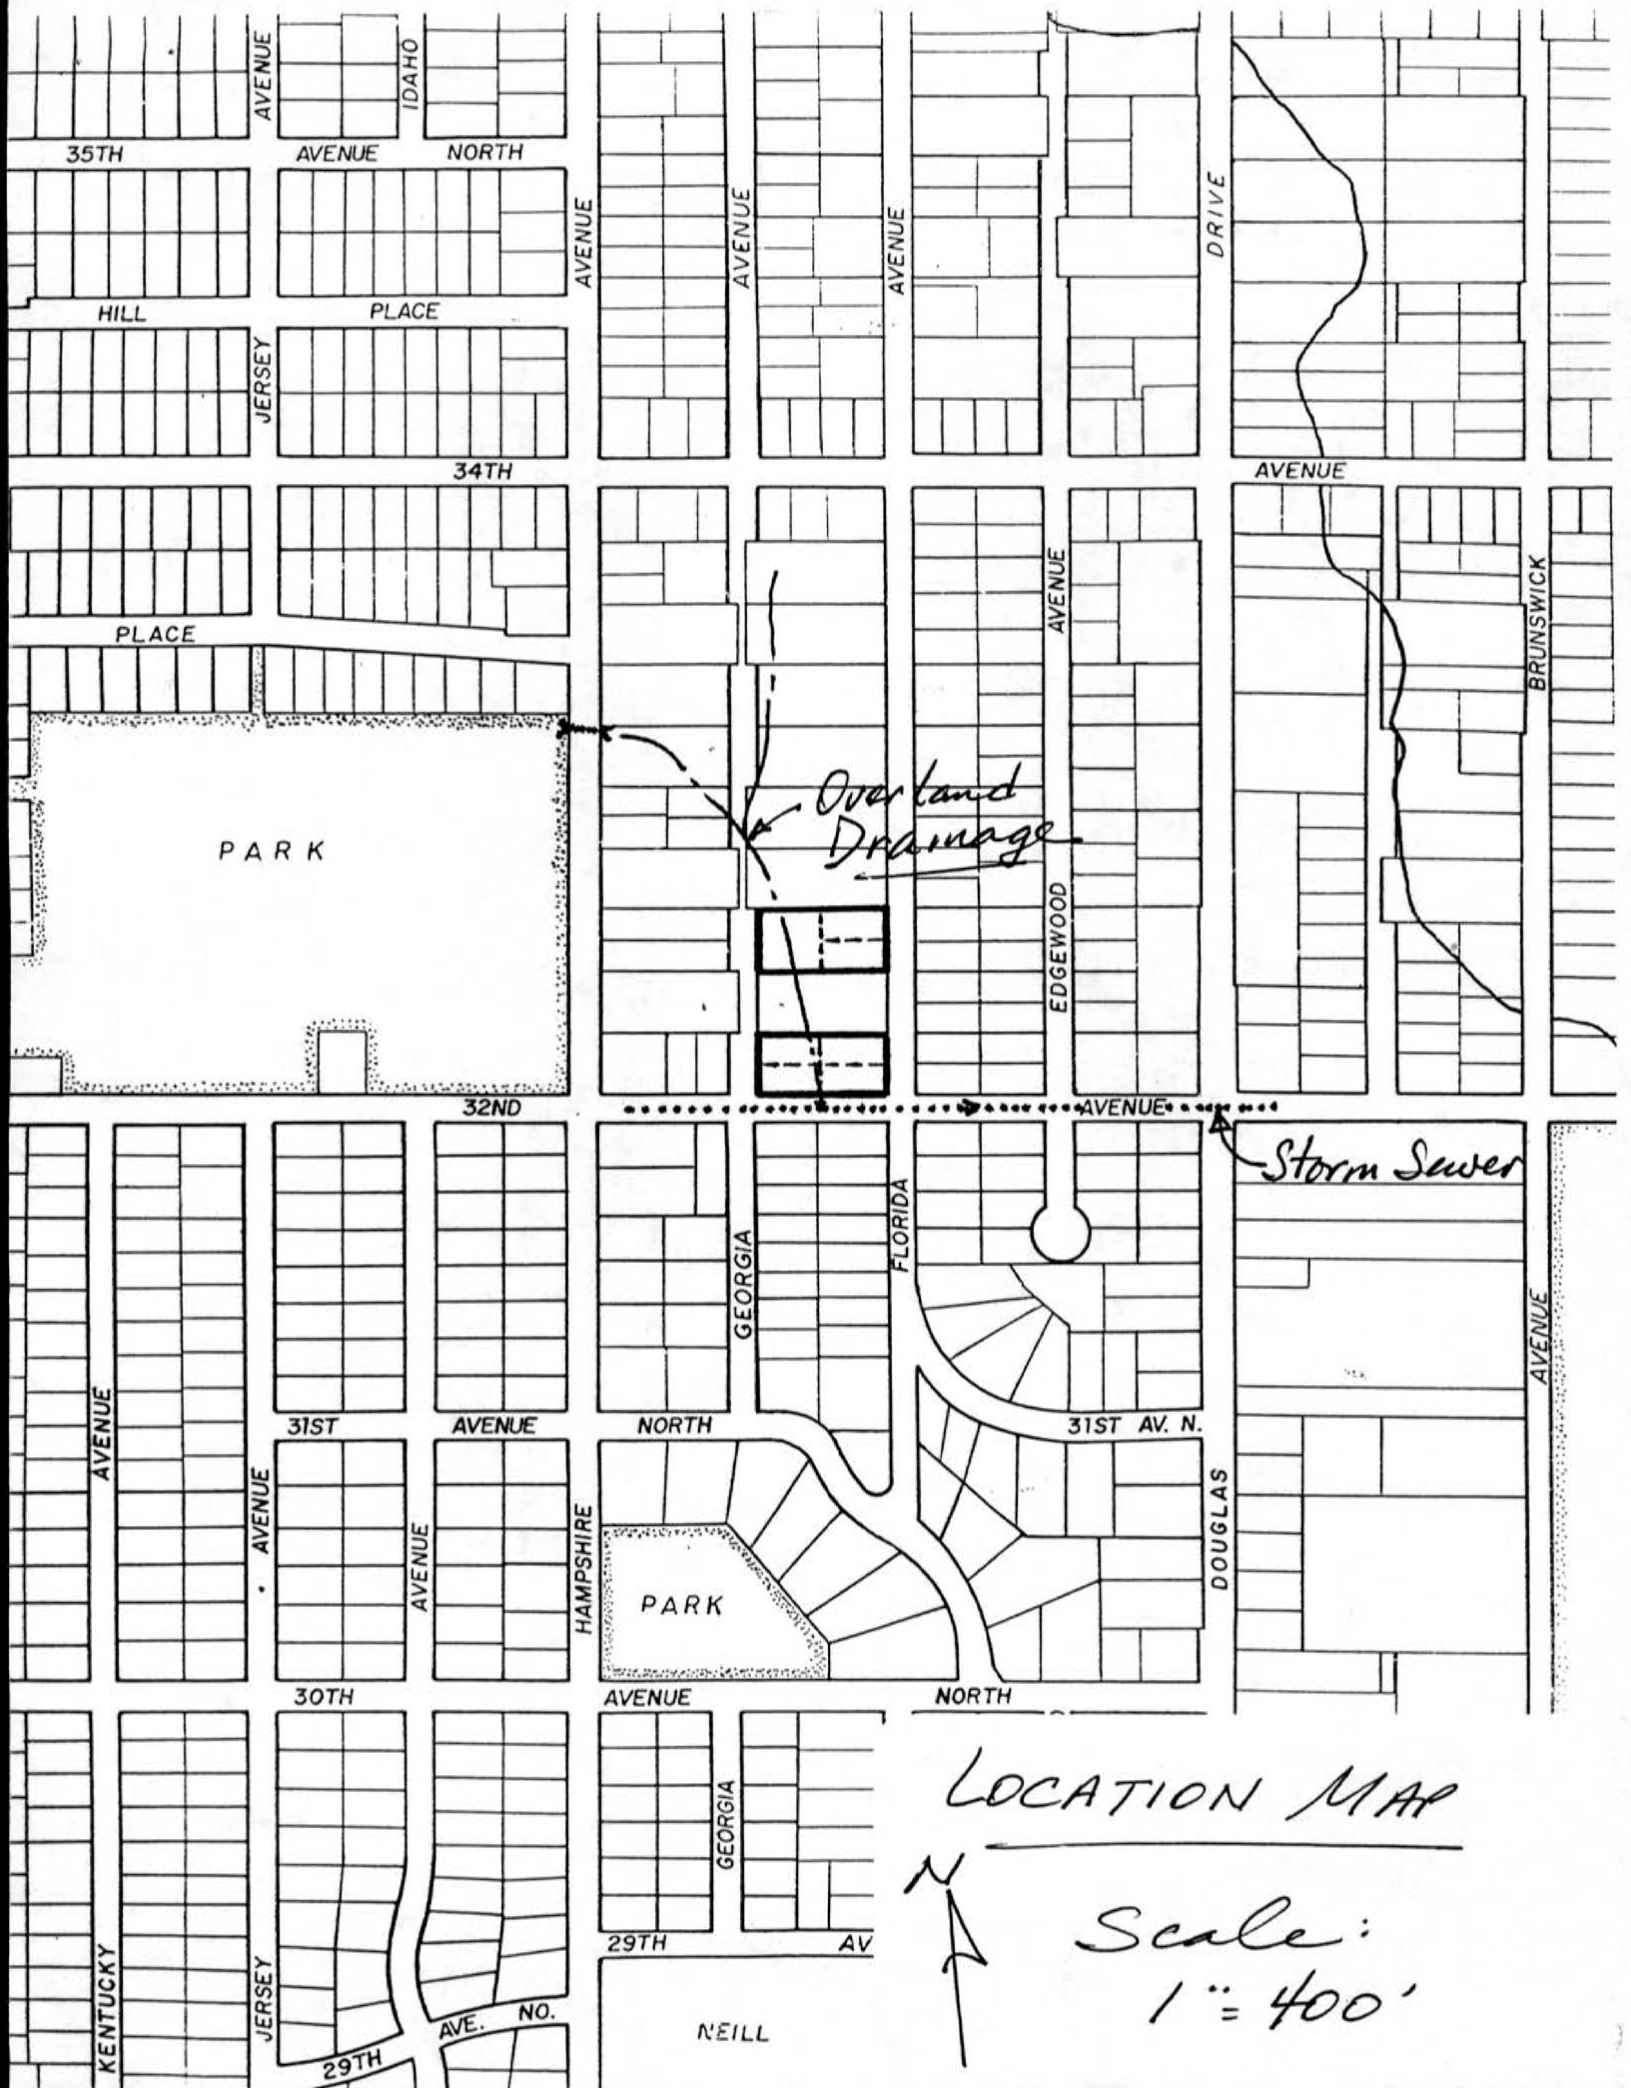 AVENUE
IDAHO
35TH AVENUE NORTH
AVENUE
AVENUE
AVENUE
DRIVE
HILL PLACE
JERSEY
34TH AVENUE
AVENUE
BRUNSWICK
PLACE
PARK
Overland
Drainage
EDGEWOOD
32ND AVENUE
Storm Sewer
FLORIDA
GEORGIA
AVENUE
AVENUE
31ST AVENUE NORTH 31ST AV. N.
AVENUE
AVENUE
HAMPSHIRE
DOUGLAS
PARK
30TH AVENUE NORTH
LOCATION MAP
GEORGIA
N
Scale:
1" = 400'
29TH AV
KENTUCKY
JERSEY
29TH AVE. NO.
NEILL